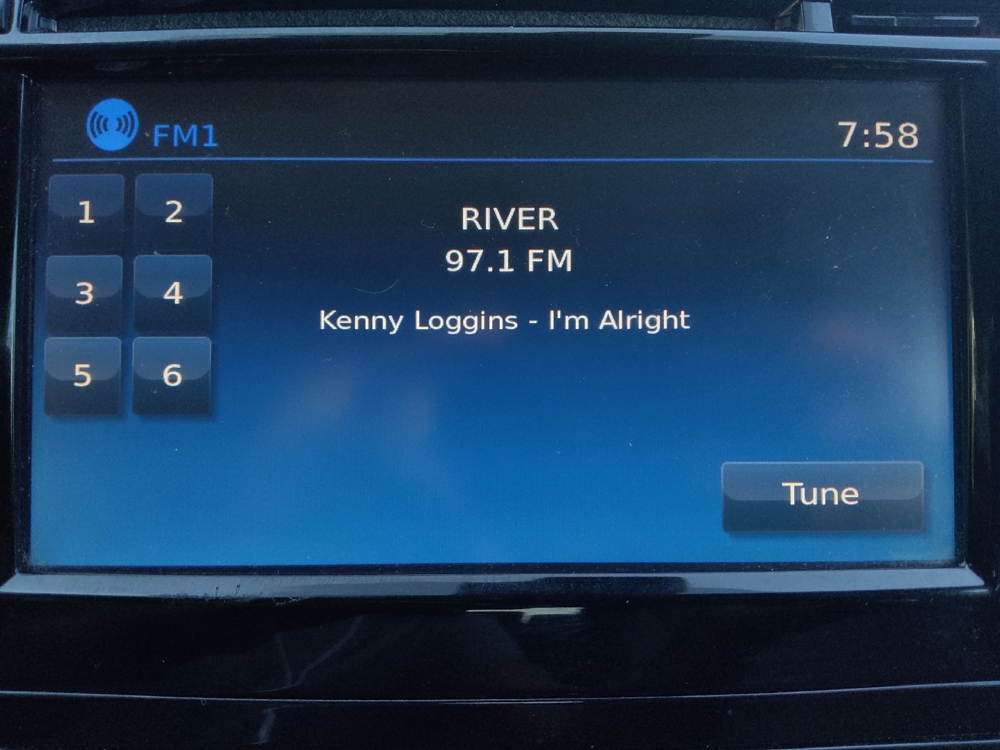 FM1 7:58
1 2
RIVER
97.1 FM
3 4
Kenny Loggins - I'm Alright
5 6
Tune